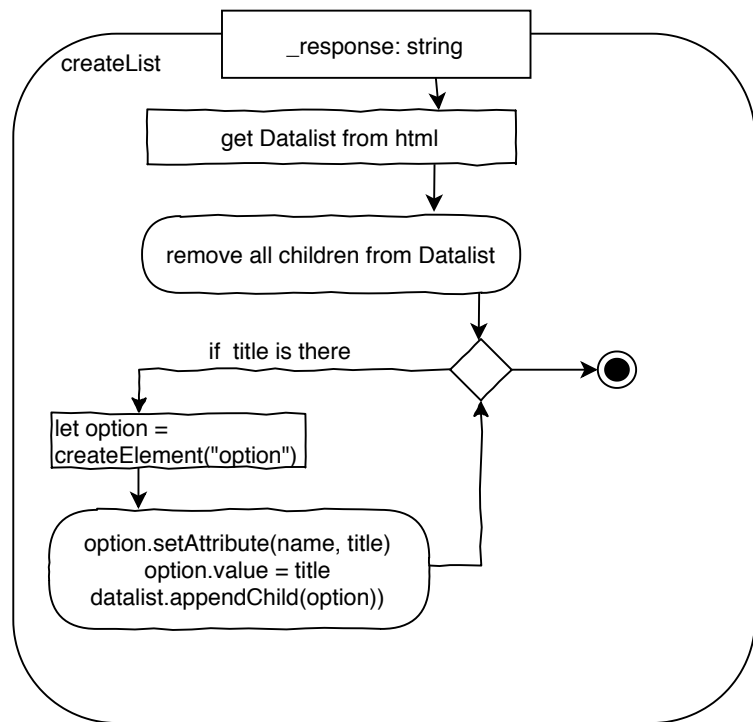 _response: string
createList
get Datalist from html
remove all children from Datalist
if title is there
let option =
createElement("option")
option.setAttribute(name, title)
option.value = title
datalist.appendChild(option))